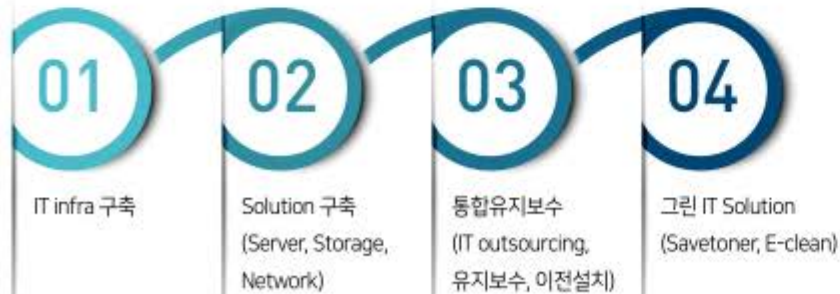 01
IT infra 구축
02
Solution 구축
(Server, Storage,
Network)
03
통합유지보수
(IT outsourcing,
유지보수, 이전설치)
04
그린 IT Solution
(Savetoner, E-clean)